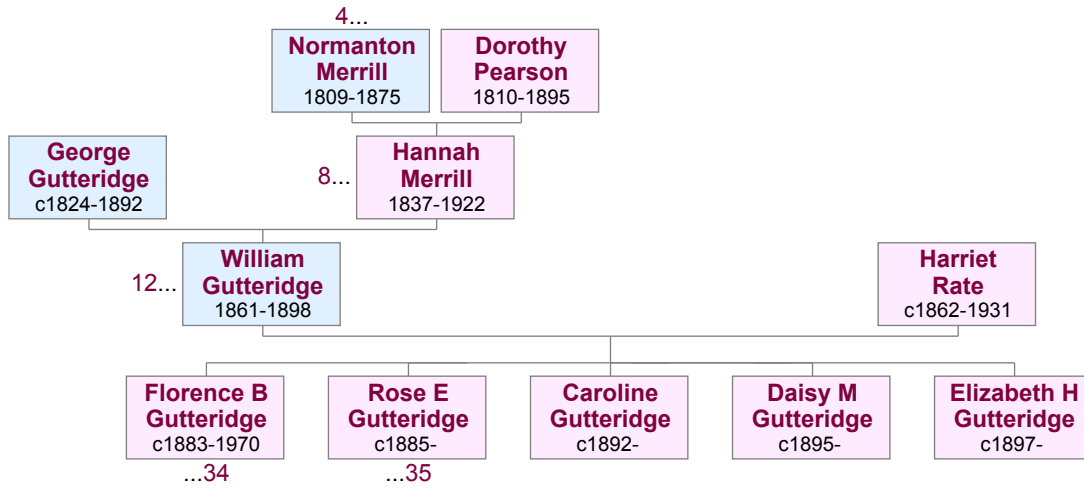 4...
Normanton
Merrill
1809-1875
Dorothy
Pearson
1810-1895
George
Gutteridge
c1824-1892
8...
Hannah
Merrill
1837-1922
12...
William
Gutteridge
1861-1898
Harriet
Rate
c1862-1931
Florence B
Gutteridge
c1883-1970
...34
Rose E
Gutteridge
c1885-
...35
Caroline
Gutteridge
c1892-
Daisy M
Gutteridge
c1895-
Elizabeth H
Gutteridge
c1897-